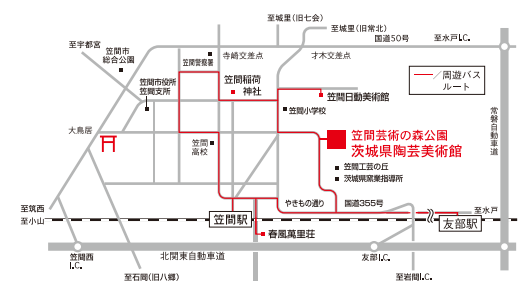 至城里(旧七会)
至城里(旧常北)
国道50号
至水戸I.C.
至宇都宮
笠間市
総合公園
笠間警察署
寺崎交差点
才木交差点
／周遊バス
ルート
笠間市役所
笠間支所
笠間稲荷
神社
笠間日動美術館
笠間小学校
常磐自動車道
大鳥居
笠間
高校
笠間芸術の森公園
茨城県陶芸美術館
笠間工芸の丘
茨城県窯業指導所
やきもの通り
国道355号
至水戸
至筑西
至小山
笠間駅
友部駅
春風萬里荘
笠間西
I.C.
北関東自動車道
友部I.C.
至石岡(旧八郷)
至岩間I.C.